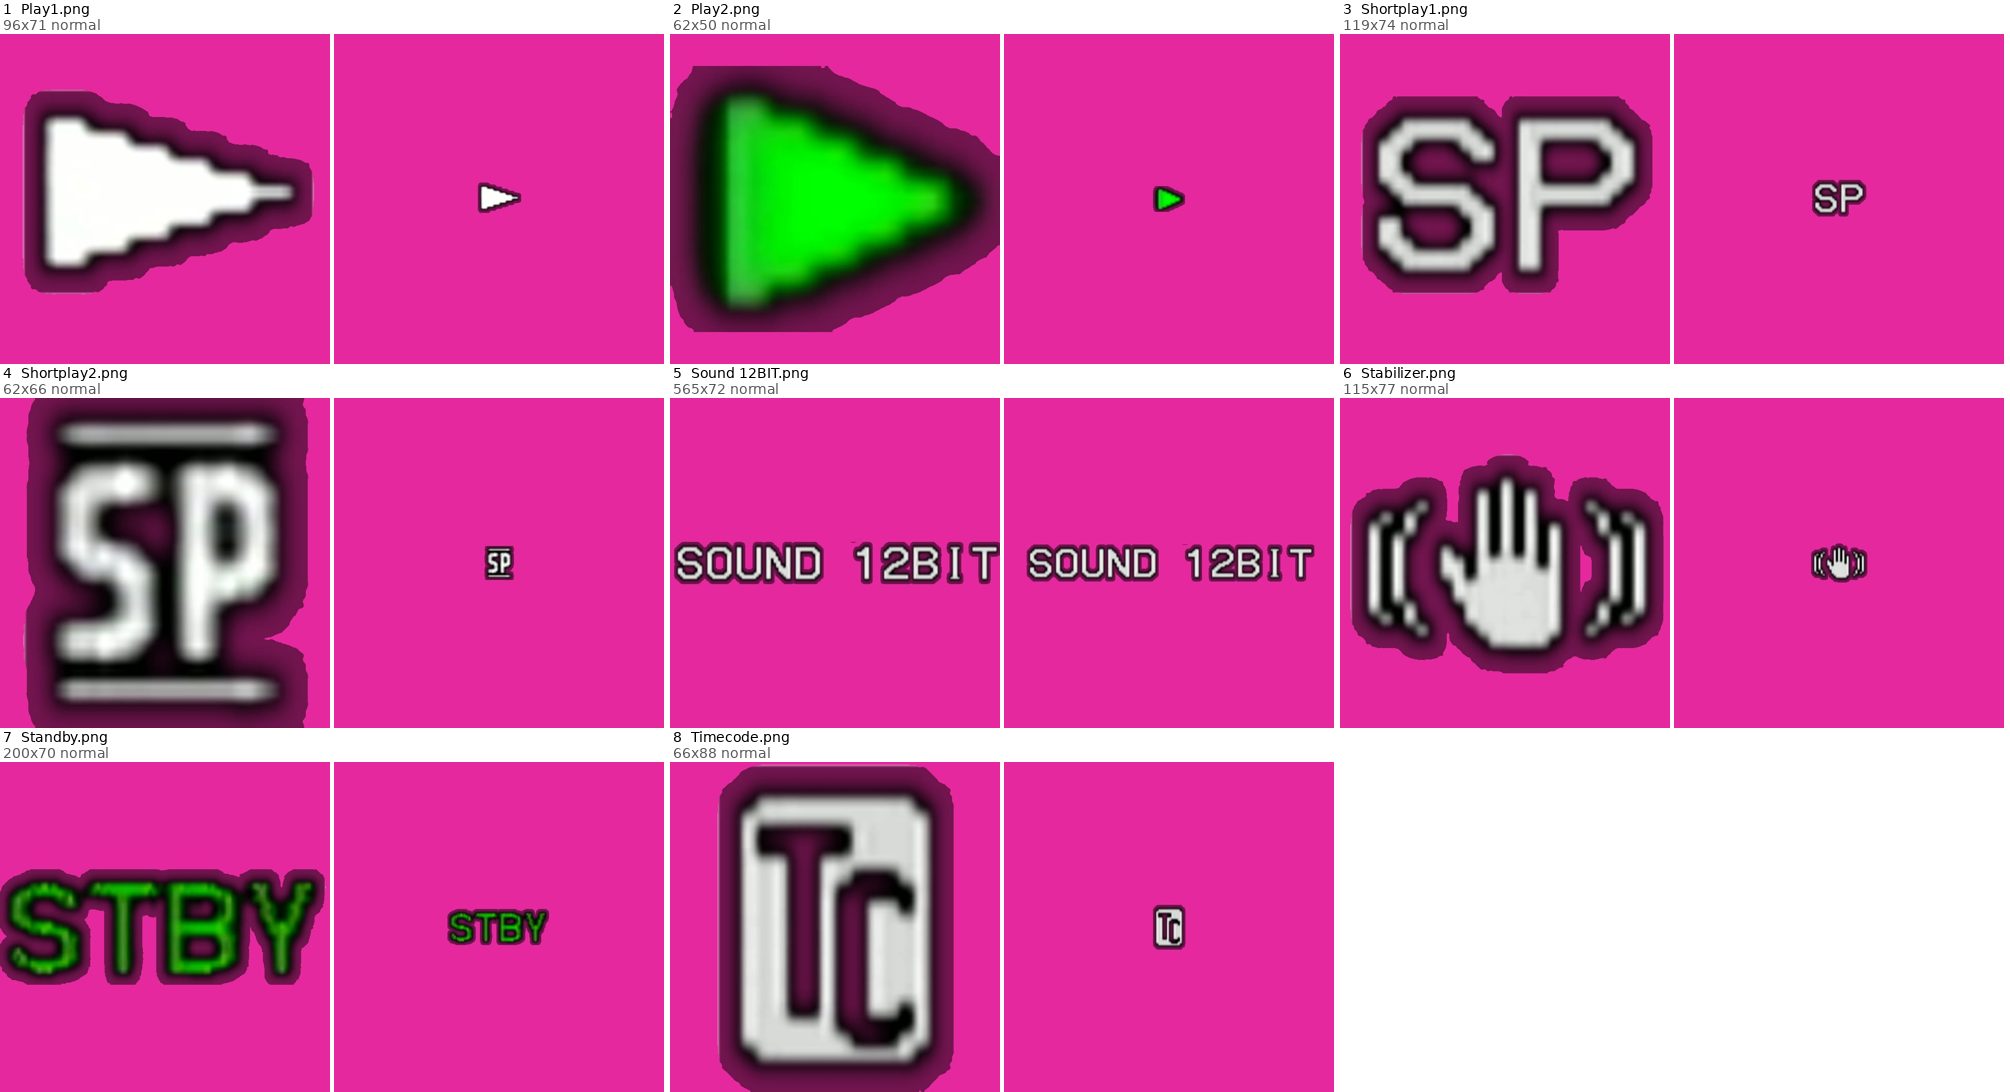 1 Play1.png
96x71 normal
2 Play2.png
62x50 normal
3 Shortplay1.png
119x74 normal
SP
SP
4 Shortplay2.png
62x66 normal
SP
SP
5 Sound 12BIT.png
565x72 normal
SOUND 12BIT
SOUND 12BIT
6 Stabilizer.png
115x77 normal
7 Standby.png
200x70 normal
STBY
STBY
8 Timecode.png
66x88 normal
TC
TC